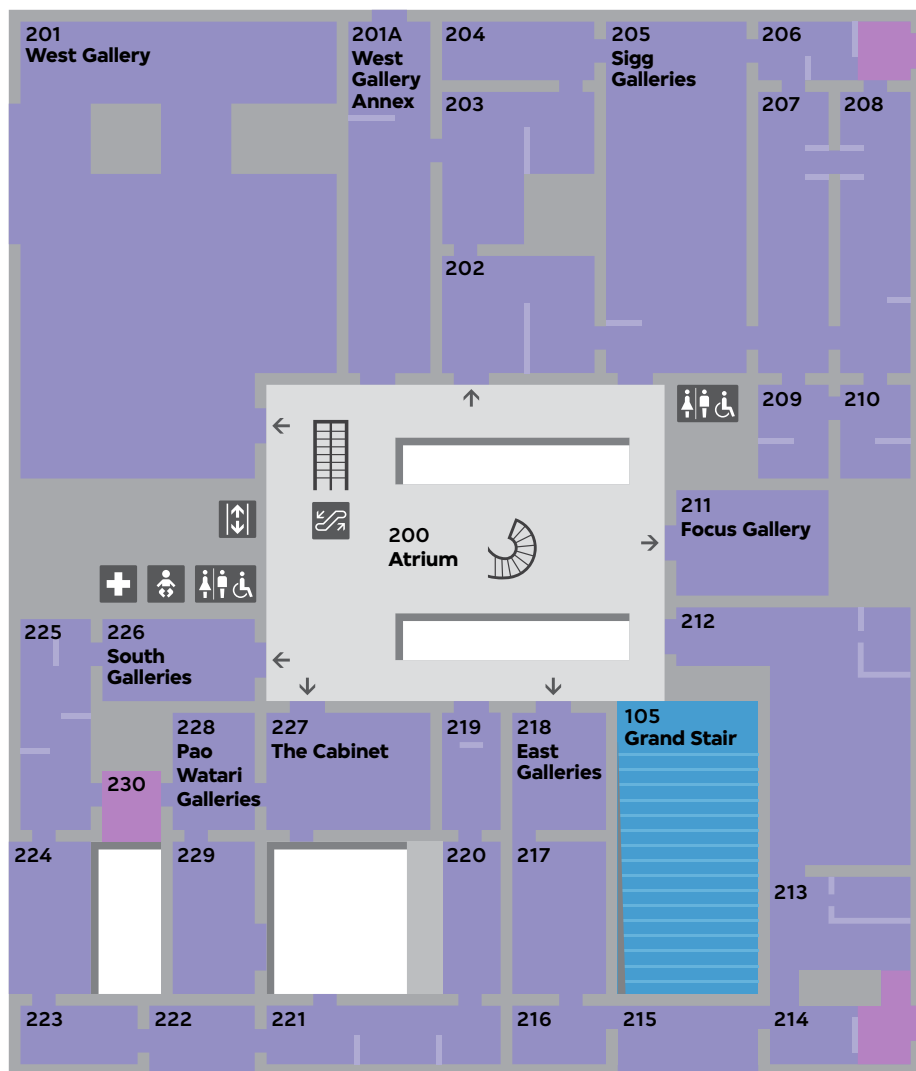 201
West Gallery
201A
West
Gallery
Annex
204
205
Sigg
Galleries
206
203
207
208
202
209
210
211
Focus Gallery
200
Atrium
212
225
226
South
Galleries
228
Pao
Watari
Galleries
227
The Cabinet
219
218
East
Galleries
105
Grand Stair
230
224
229
220
217
213
223
222
221
216
215
214